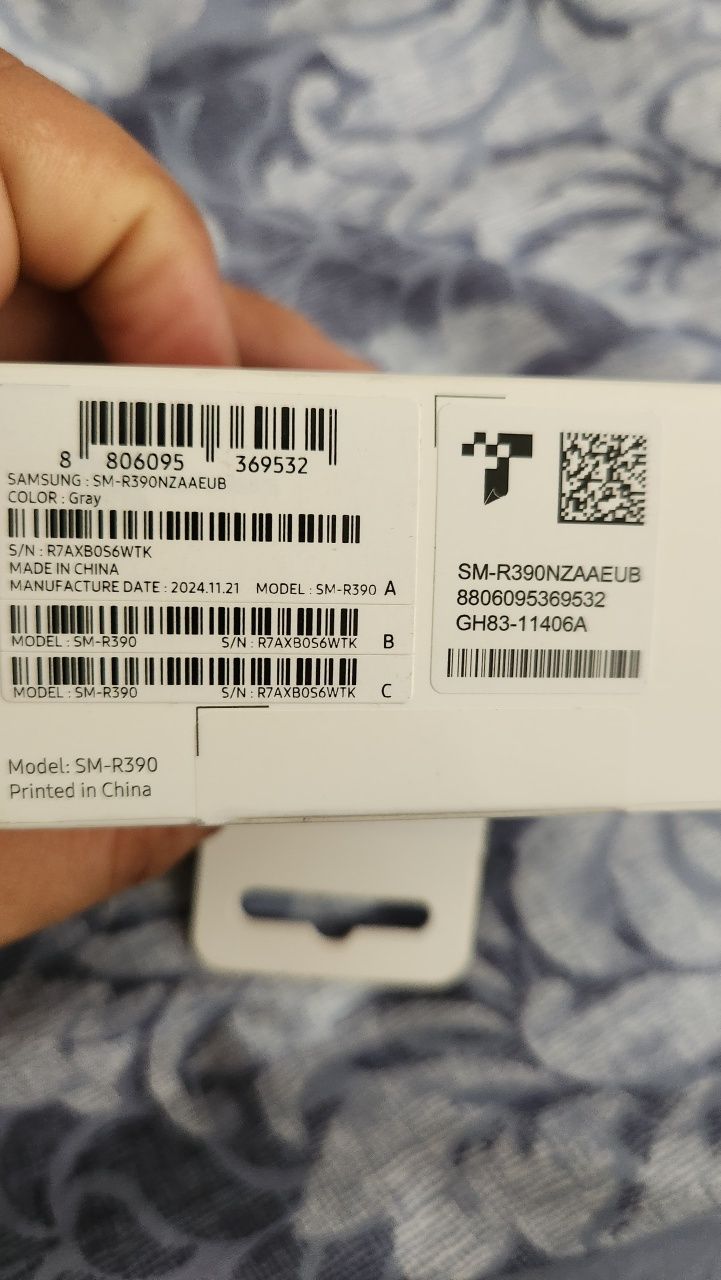 8 806095 369532
SAMSUNG : SM-R390NZAAEUB
COLOR : Gray
S/N : R7AXB0S6WTK
MADE IN CHINA
MANUFACTURE DATE : 2024.11.21 MODEL : SM-R390 A
MODEL : SM-R390 S/N : R7AXB0S6WTK B
MODEL : SM-R390 S/N : R7AXB0S6WTK C
Model: SM-R390
Printed in China
SM-R390NZAAEUB
8806095369532
GH83-11406A